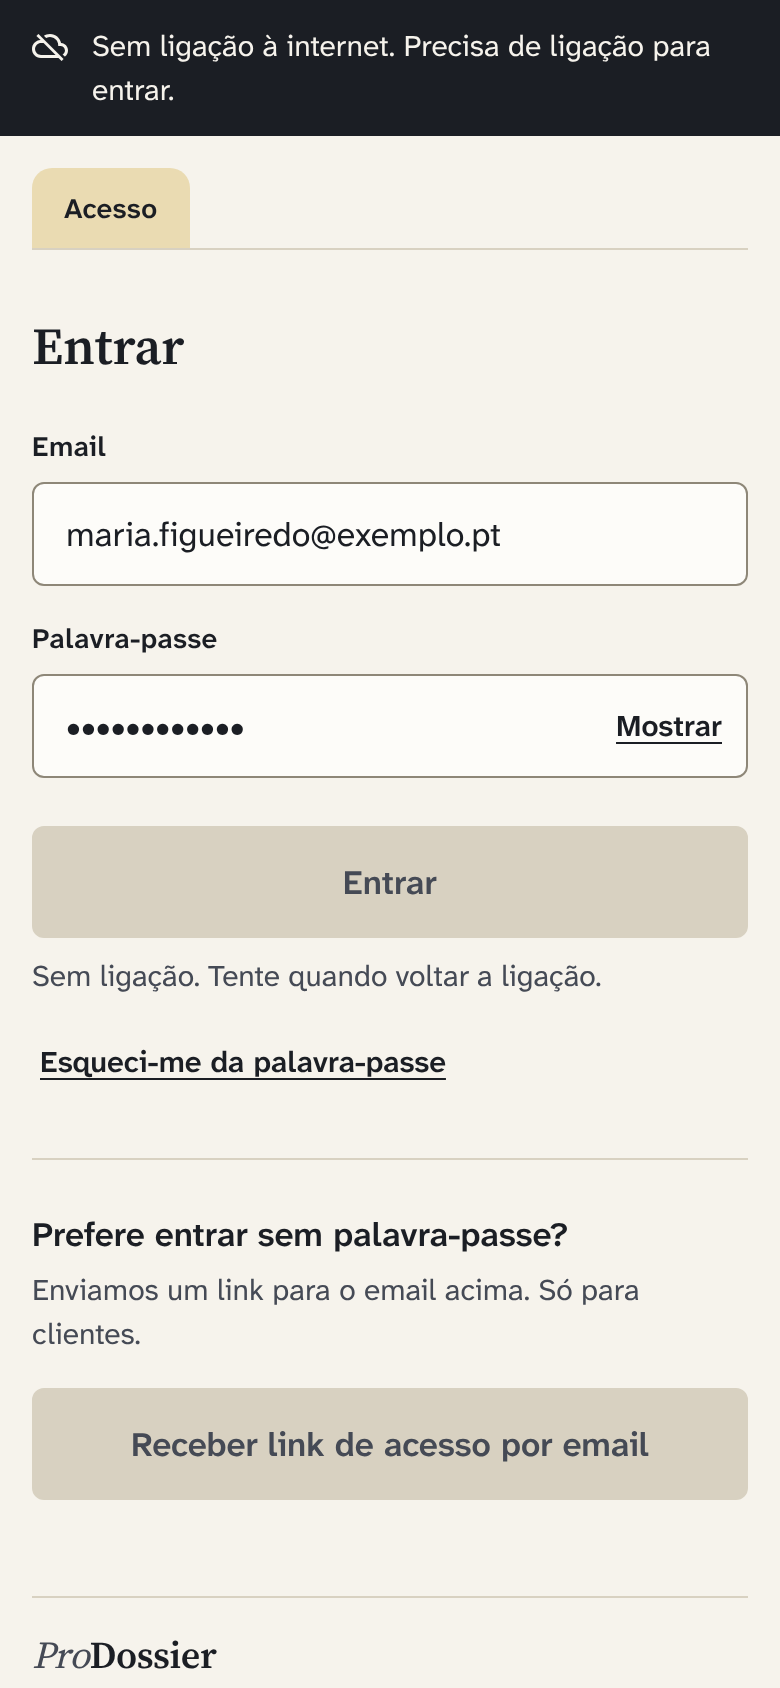 Sem ligação à internet. Precisa de ligação para
entrar.
Acesso
Entrar
Email
maria.figueiredo@exemplo.pt
Palavra-passe
••••••••••••
Mostrar
Entrar
Sem ligação. Tente quando voltar a ligação.
Esqueci-me da palavra-passe
Prefere entrar sem palavra-passe?
Enviamos um link para o email acima. Só para
clientes.
Receber link de acesso por email
ProDossier